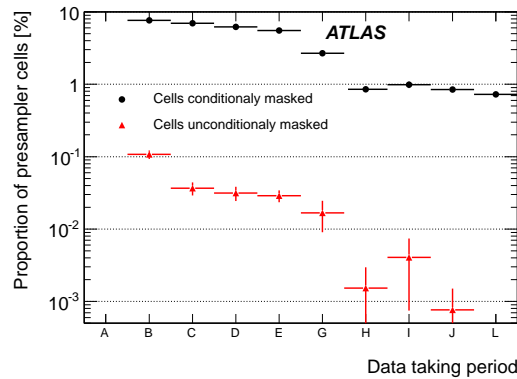 Proportion of presampler cells [%]
10
ATLAS
1
Cells conditionaly masked
Cells unconditionaly masked
10^-1
10^-2
10^-3
A B C D E G H I J L
Data taking period